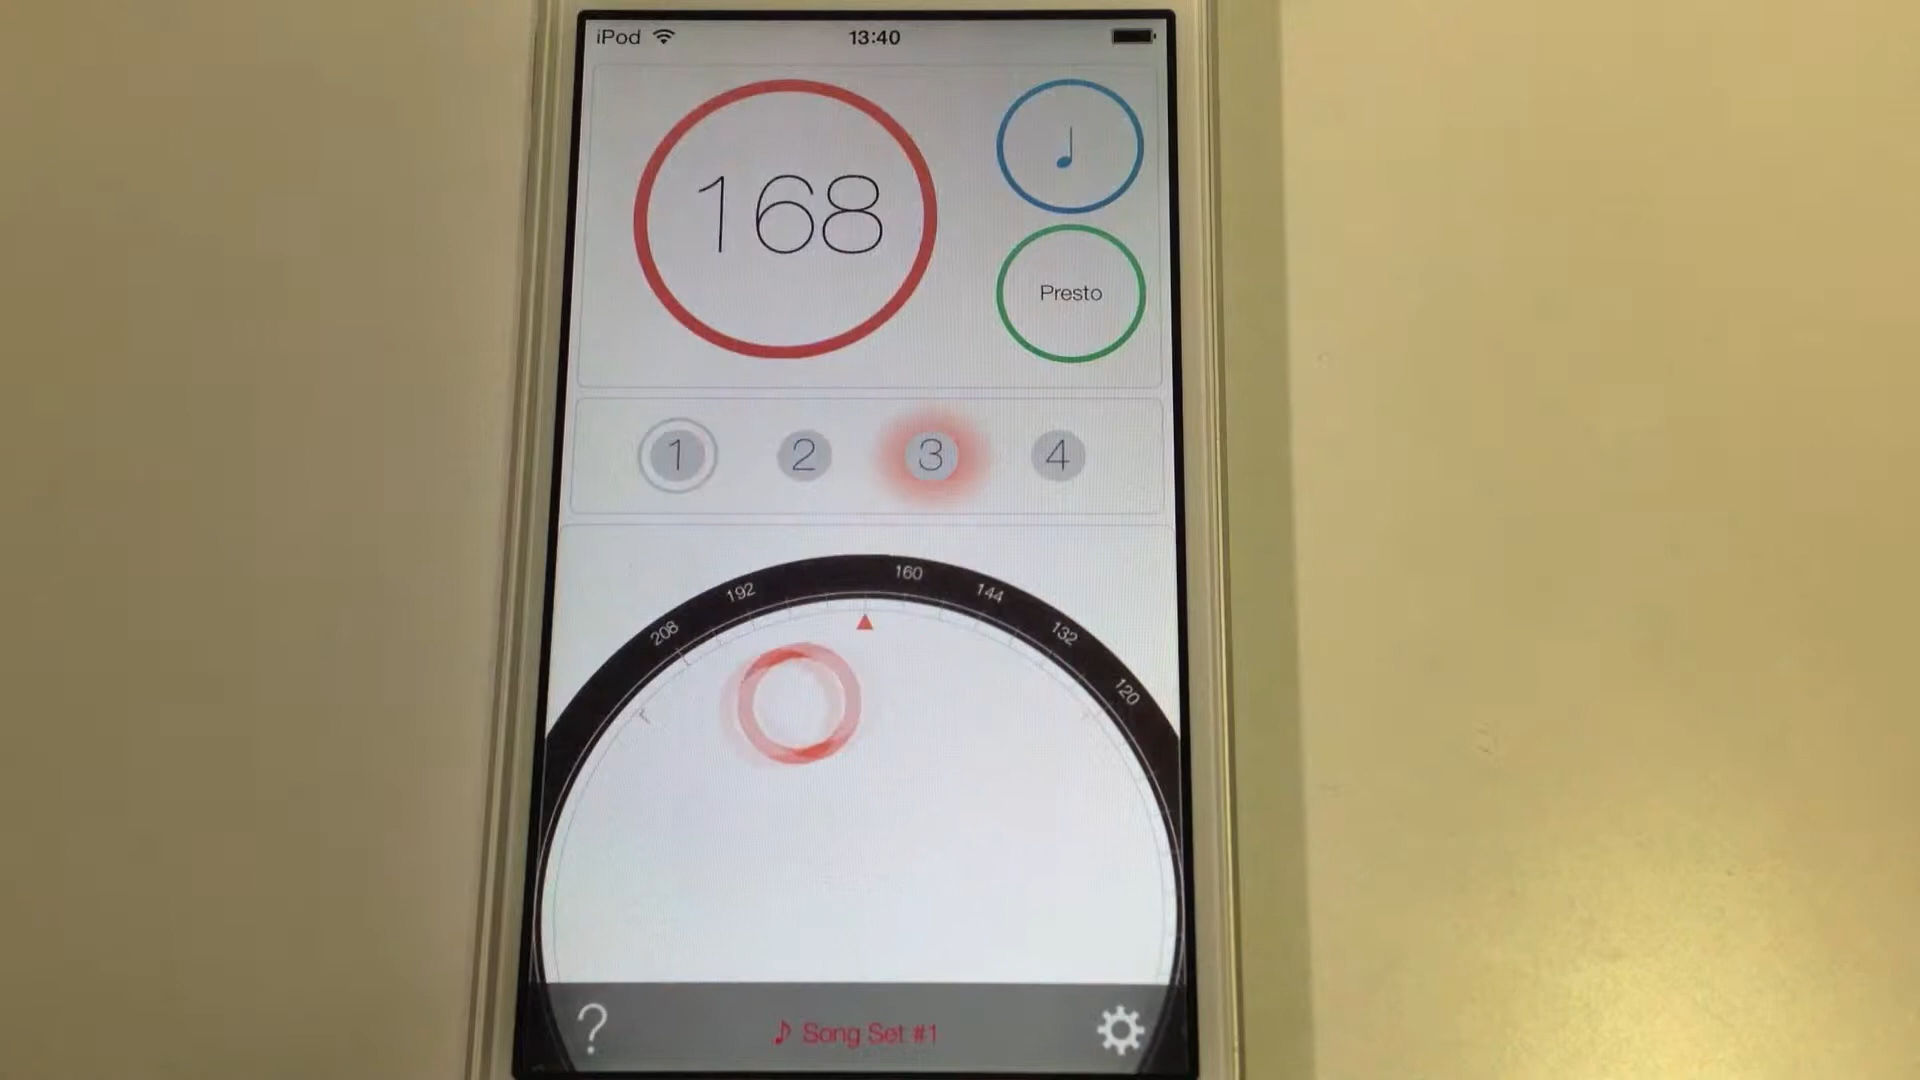 iPod 13:40
168
Presto
1 2 3 4
208 192 160 144 132 120
? ♪ Song Set #1